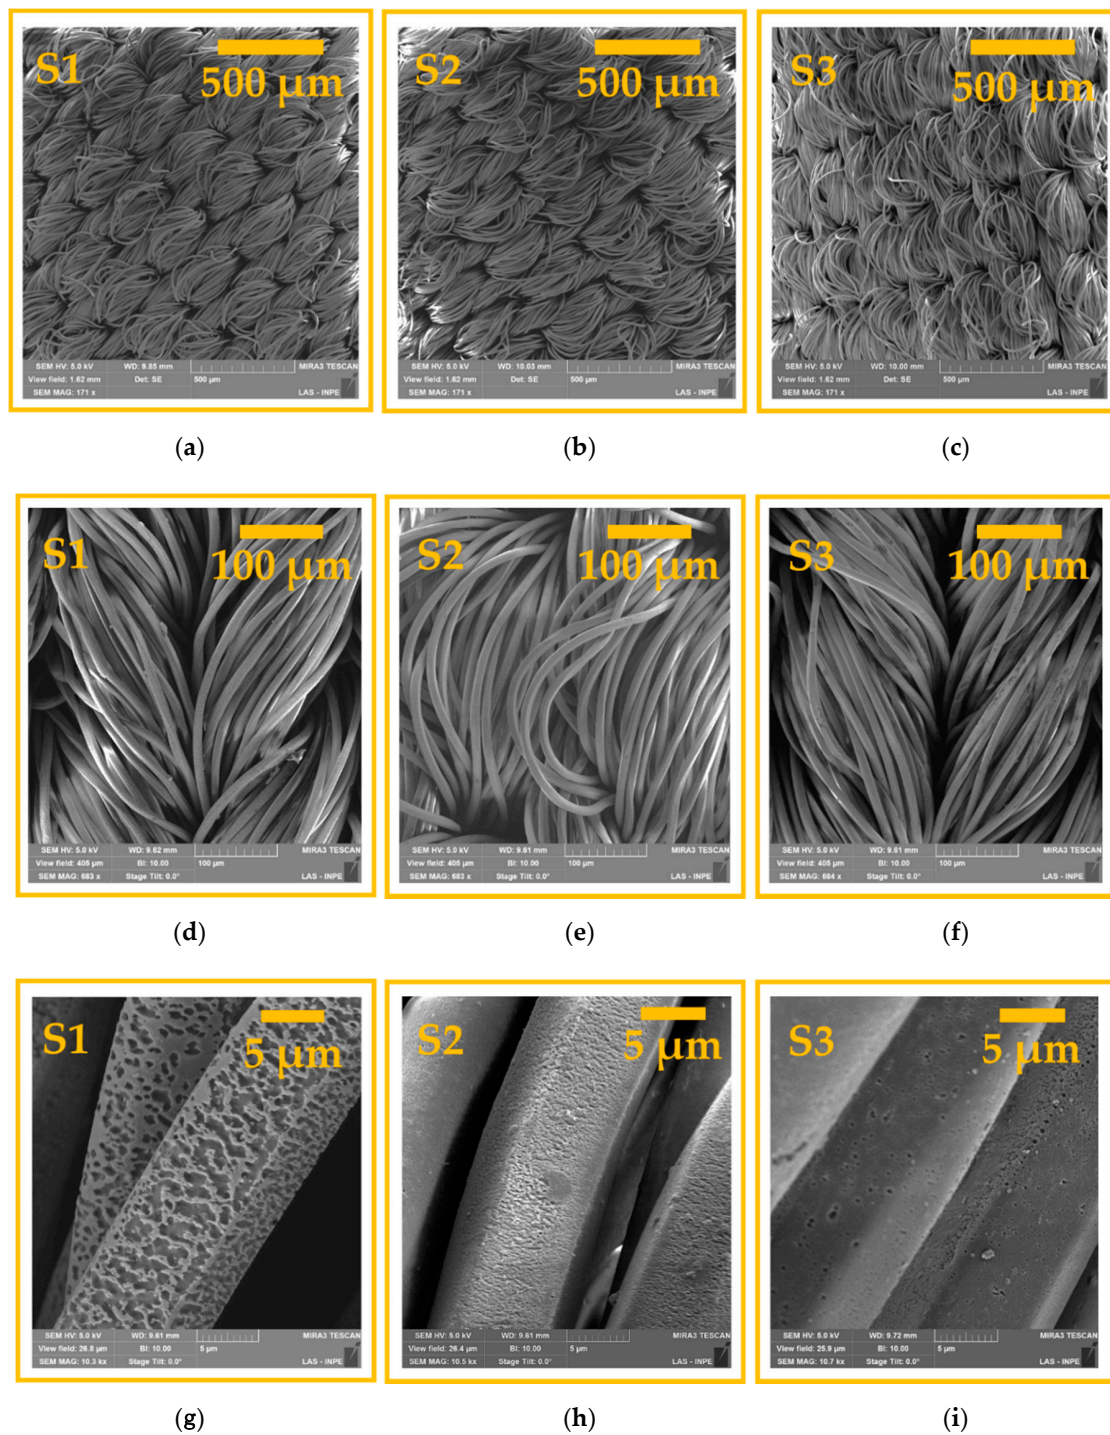 S1
500 µm
S2
500 µm
S3
500 µm
SEM HV: 5.0 kV WD: 9.85 mm MIRA3 TESCAN
View field: 1.62 mm Det: SE 500 µm
SEM MAG: 171 x LAS - INPE
SEM HV: 5.0 kV WD: 10.03 mm MIRA3 TESCAN
View field: 1.62 mm Det: SE 500 µm
SEM MAG: 171 x LAS - INPE
SEM HV: 5.0 kV WD: 10.00 mm MIRA3 TESCAN
View field: 1.62 mm Det: SE 500 µm
SEM MAG: 171 x LAS - INPE
(a)
(b)
(c)
S1
100 µm
S2
100 µm
S3
100 µm
SEM HV: 5.0 kV WD: 9.62 mm MIRA3 TESCAN
View field: 405 µm BI: 10.00 100 µm
SEM MAG: 683 x Stage Tilt: 0.0° LAS - INPE
SEM HV: 5.0 kV WD: 9.61 mm MIRA3 TESCAN
View field: 405 µm BI: 10.00 100 µm
SEM MAG: 683 x Stage Tilt: 0.0° LAS - INPE
SEM HV: 5.0 kV WD: 9.61 mm MIRA3 TESCAN
View field: 405 µm BI: 10.00 100 µm
SEM MAG: 684 x Stage Tilt: 0.0° LAS - INPE
(d)
(e)
(f)
S1
5 µm
S2
5 µm
S3
5 µm
SEM HV: 5.0 kV WD: 9.61 mm MIRA3 TESCAN
View field: 26.8 µm BI: 10.00 5 µm
SEM MAG: 10.3 kx Stage Tilt: 0.0° LAS - INPE
SEM HV: 5.0 kV WD: 9.61 mm MIRA3 TESCAN
View field: 26.4 µm BI: 10.00 5 µm
SEM MAG: 10.5 kx Stage Tilt: 0.0° LAS - INPE
SEM HV: 5.0 kV WD: 9.72 mm MIRA3 TESCAN
View field: 25.9 µm BI: 10.00 5 µm
SEM MAG: 10.7 kx Stage Tilt: 0.0° LAS - INPE
(g)
(h)
(i)